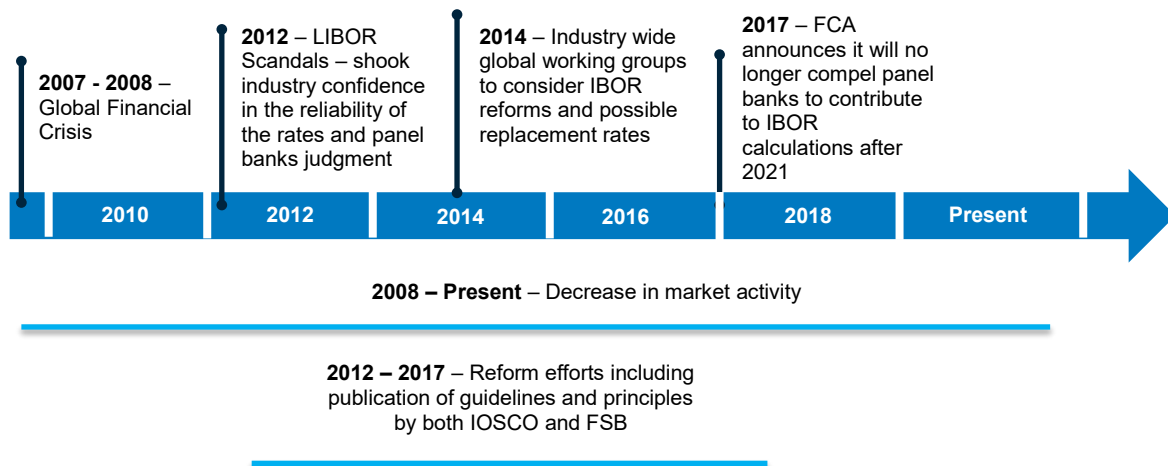 2007 - 2008 –
Global Financial
Crisis
2012 – LIBOR
Scandals – shook
industry confidence
in the reliability of
the rates and panel
banks judgment
2014 – Industry wide
global working groups
to consider IBOR
reforms and possible
replacement rates
2017 – FCA
announces it will no
longer compel panel
banks to contribute
to IBOR
calculations after
2021
2010
2012
2014
2016
2018
Present
2008 – Present – Decrease in market activity
2012 – 2017 – Reform efforts including
publication of guidelines and principles
by both IOSCO and FSB